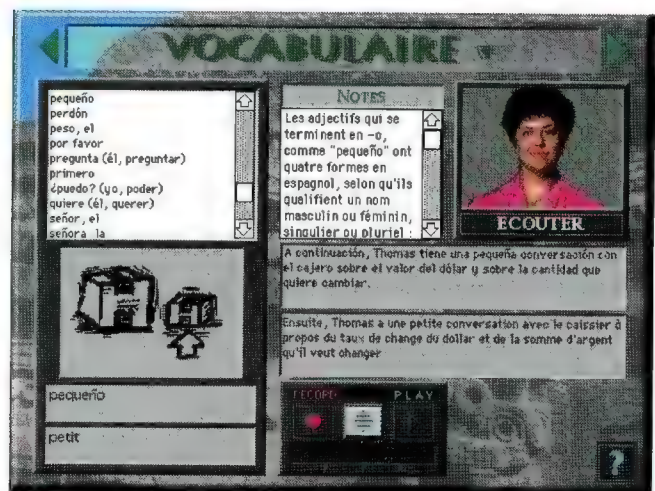 VOCABULAIRE
pequeño
perdón
peso, el
por favor
pregunta (él, preguntar)
primero
¿puedo? (yo, poder)
quiere (él, querer)
señor, el
señora la
NOTES
Les adjectifs qui se
terminent en -o,
comme "pequeño" ont
quatre formes en
espagnol, selon qu'ils
qualifient un nom
masculin ou féminin,
singulier ou pluriel :
ECOUTER
A continuación, Thomas tiene una pequeña conversación con
el cajero sobre el valor del dólar y sobre la cantidad que
quiere cambiar.
Ensuite, Thomas a une petite conversation avec le caissier à
propos du taux de change du dollar et de la somme d'argent
qu'il veut changer
pequeño
petit
RECORD
PLAY
?